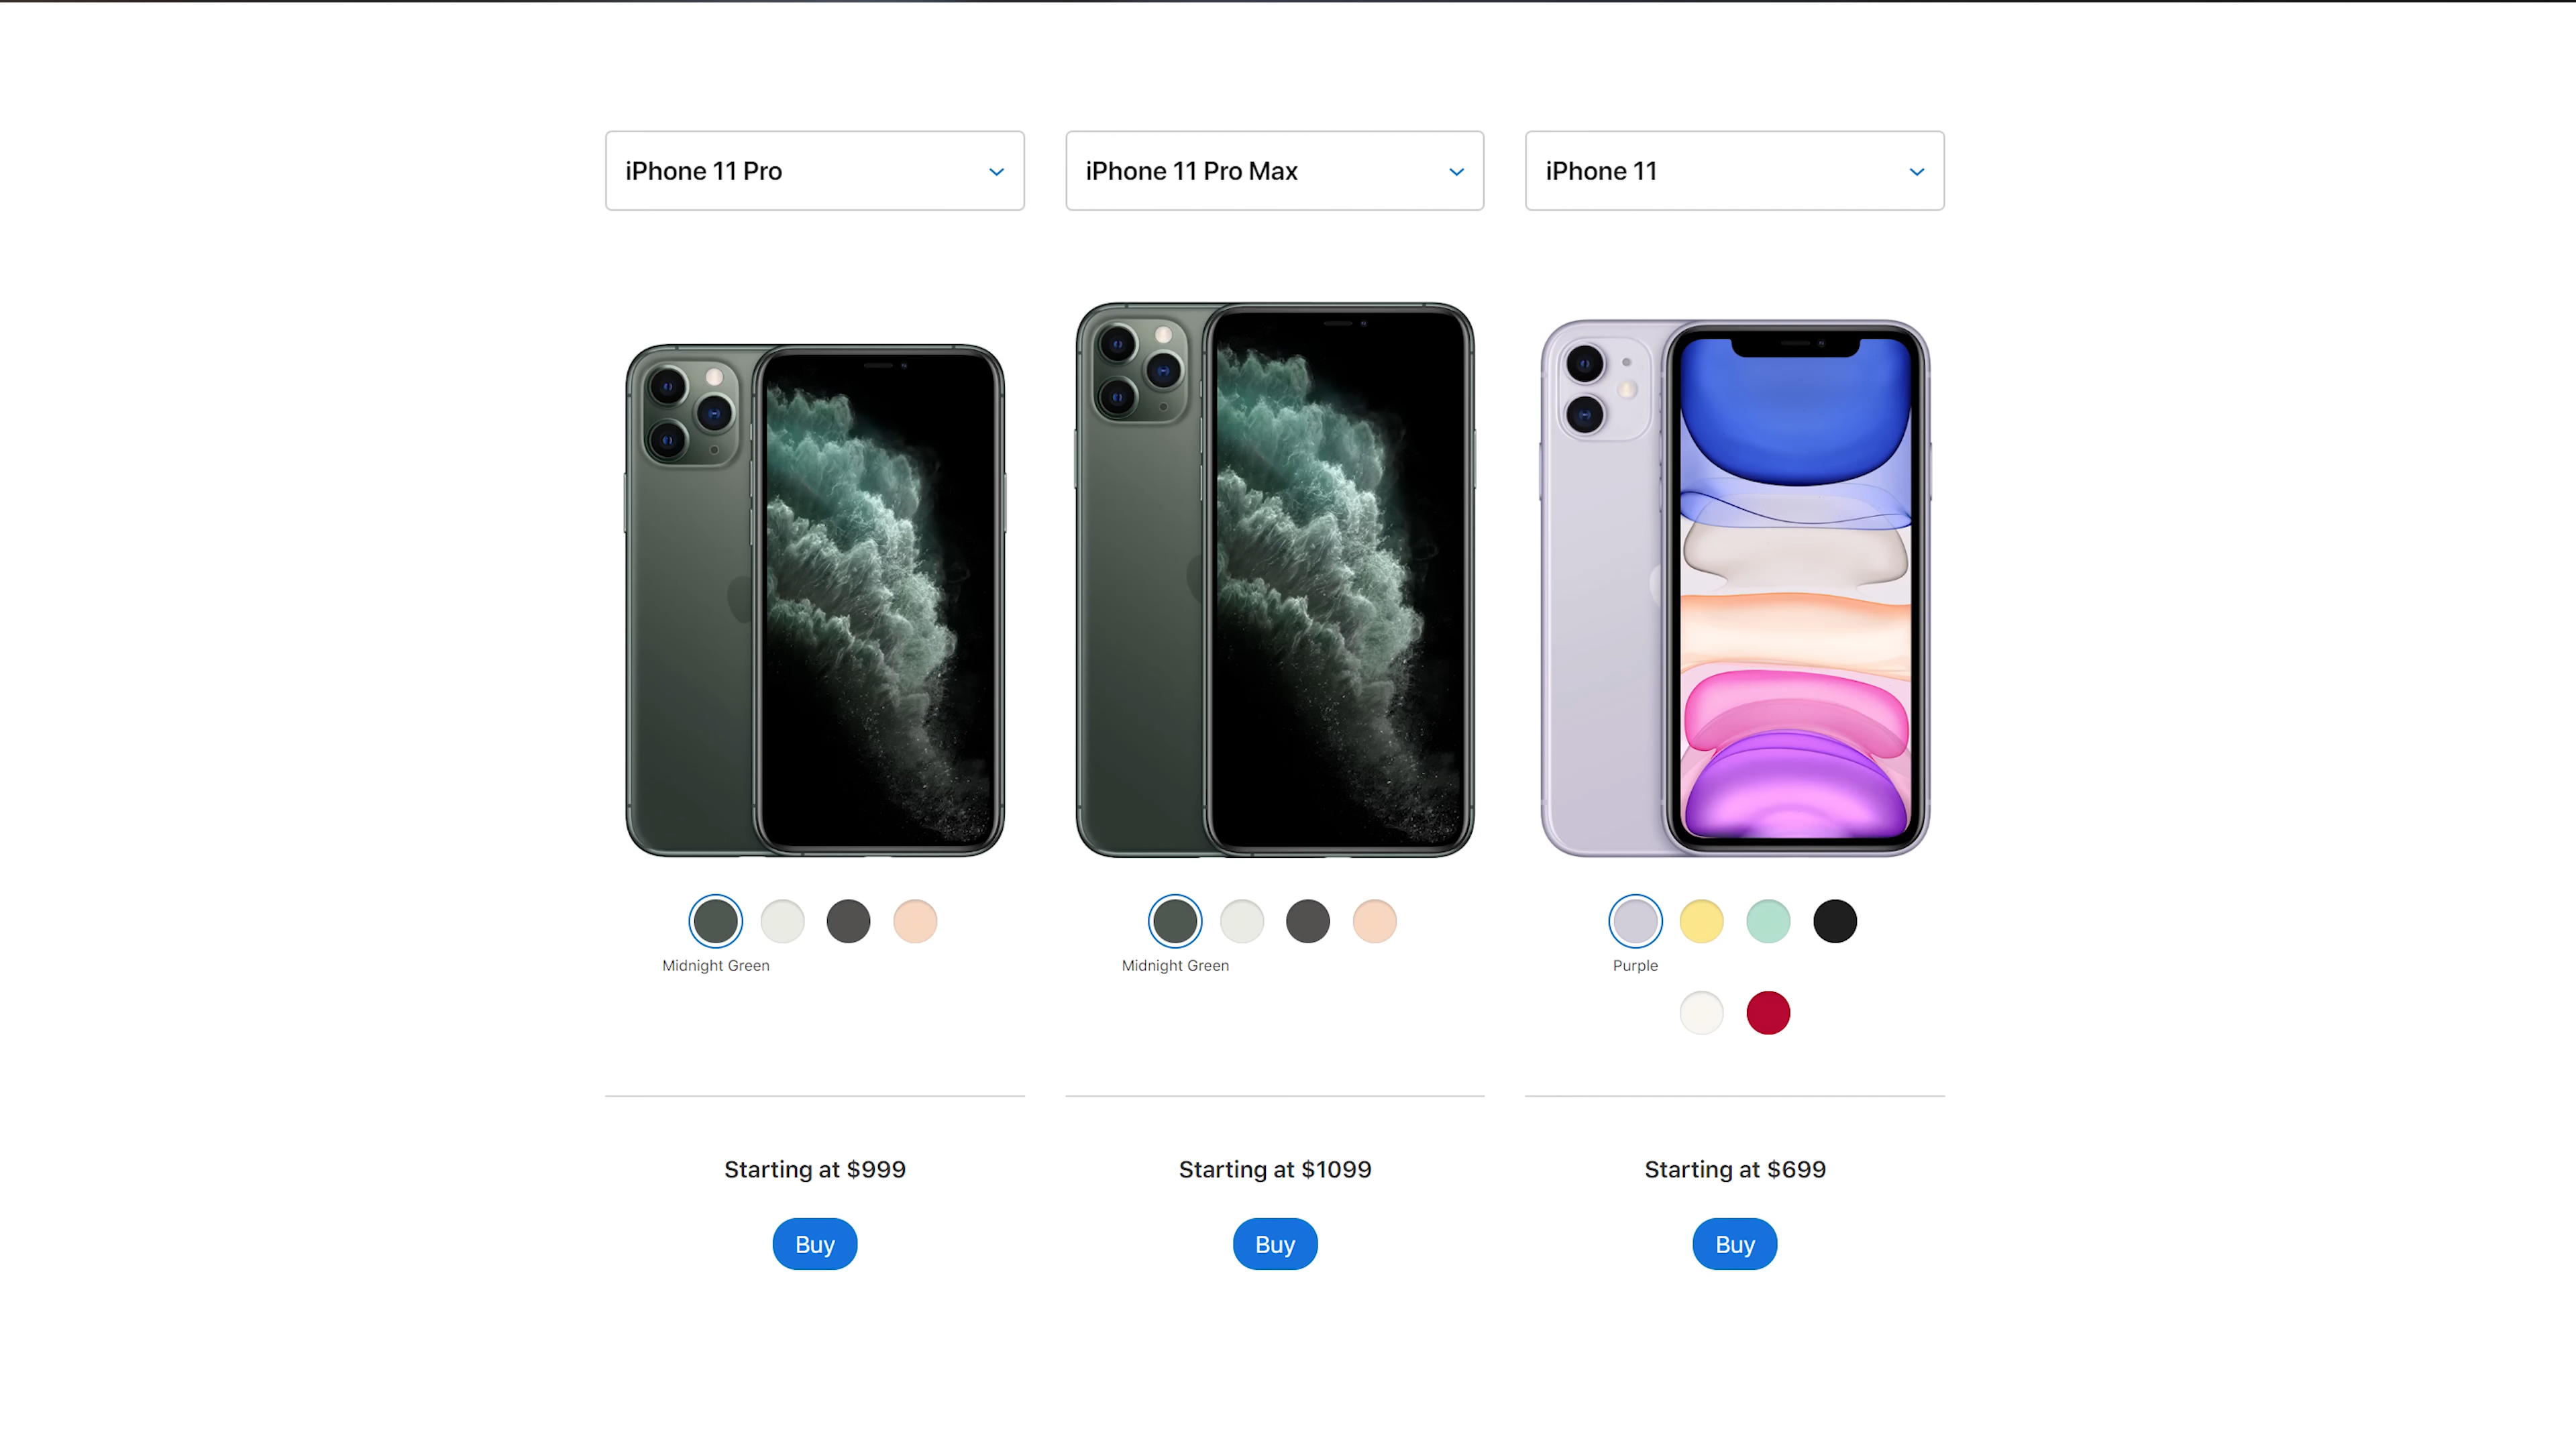 iPhone 11 Pro
iPhone 11 Pro Max
iPhone 11
Midnight Green
Midnight Green
Purple
Starting at $999
Starting at $1099
Starting at $699
Buy
Buy
Buy